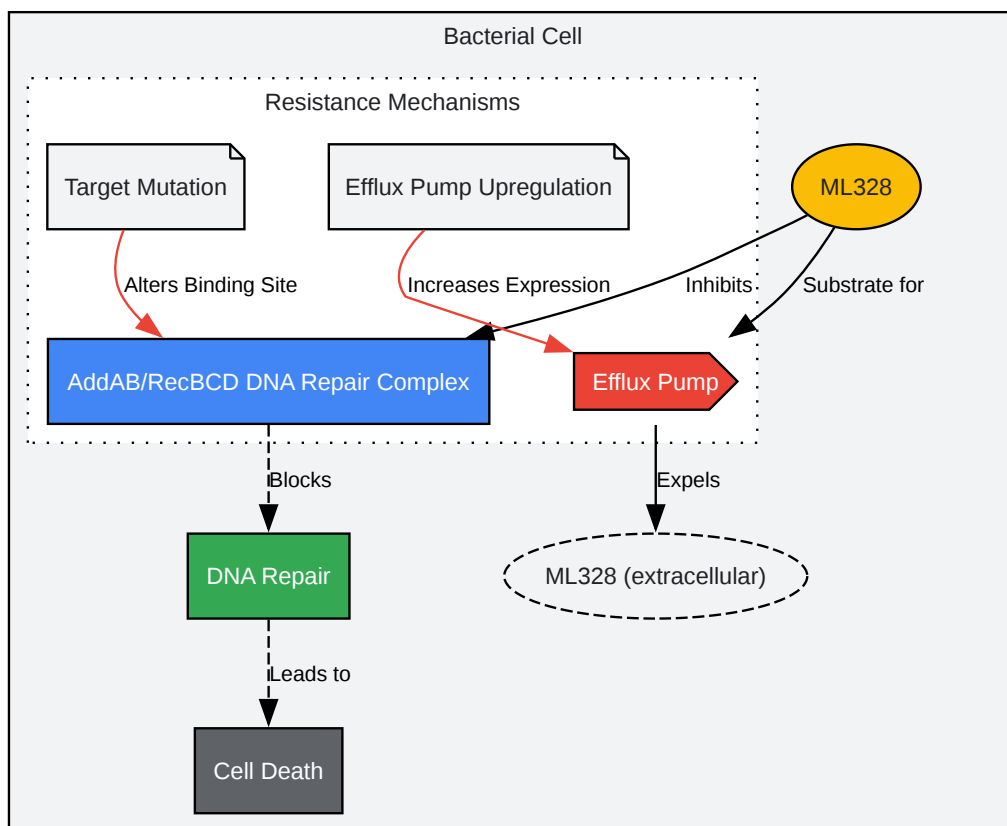 Bacterial Cell
Resistance Mechanisms
Target Mutation
Efflux Pump Upregulation
ML328
Alters Binding Site
Increases Expression
Inhibits
Substrate for
AddAB/RecBCD DNA Repair Complex
Efflux Pump
Blocks
Expels
DNA Repair
ML328 (extracellular)
Leads to
Cell Death